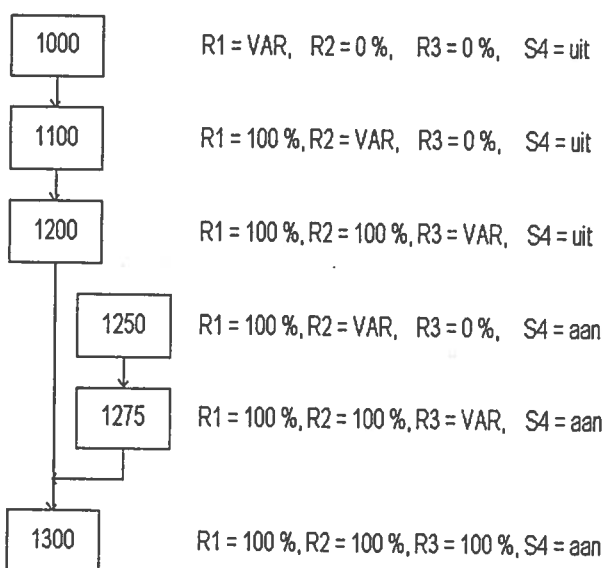 1000 R1 = VAR, R2 = 0 %, R3 = 0 %, S4 = uit
1100 R1 = 100 %, R2 = VAR, R3 = 0 %, S4 = uit
1200 R1 = 100 %, R2 = 100 %, R3 = VAR, S4 = uit
1250 R1 = 100 %, R2 = VAR, R3 = 0 %, S4 = aan
1275 R1 = 100 %, R2 = 100 %, R3 = VAR, S4 = aan
1300 R1 = 100 %, R2 = 100 %, R3 = 100 %, S4 = aan